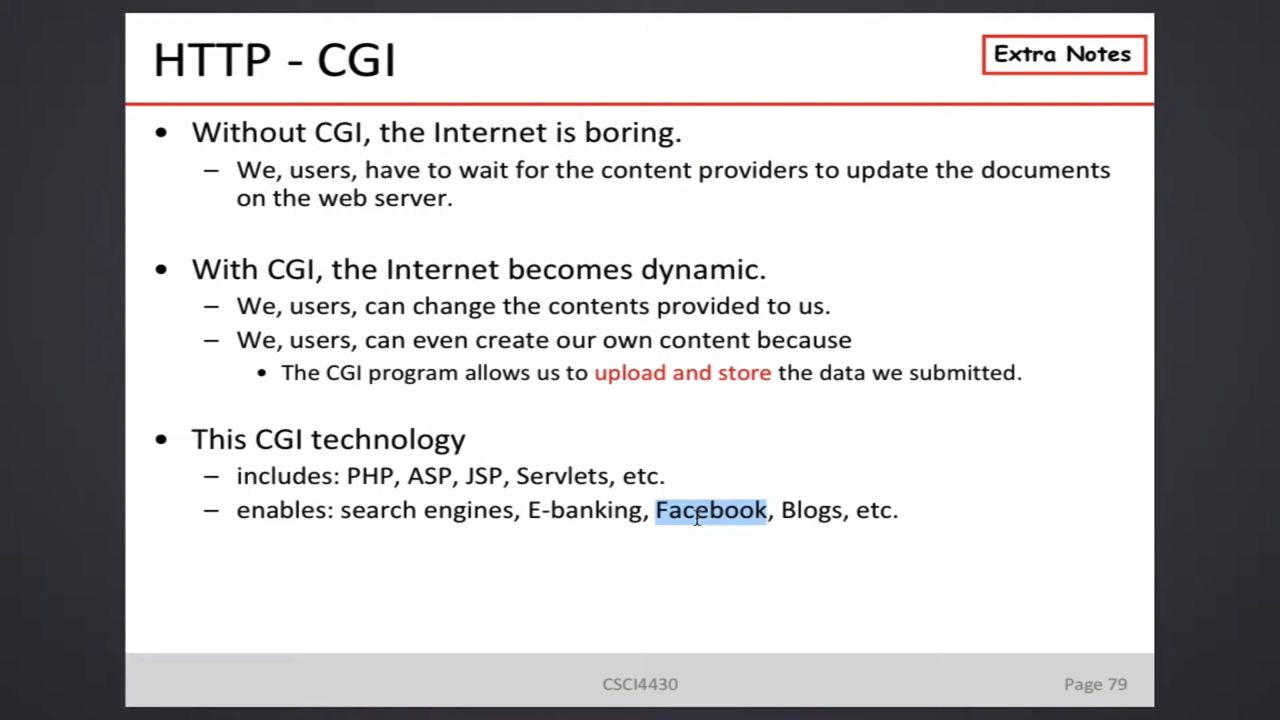 HTTP - CGI
Extra Notes
• Without CGI, the Internet is boring.
– We, users, have to wait for the content providers to update the documents
on the web server.
• With CGI, the Internet becomes dynamic.
– We, users, can change the contents provided to us.
– We, users, can even create our own content because
• The CGI program allows us to upload and store the data we submitted.
• This CGI technology
– includes: PHP, ASP, JSP, Servlets, etc.
– enables: search engines, E-banking, Facebook, Blogs, etc.
CSCI4430
Page 79